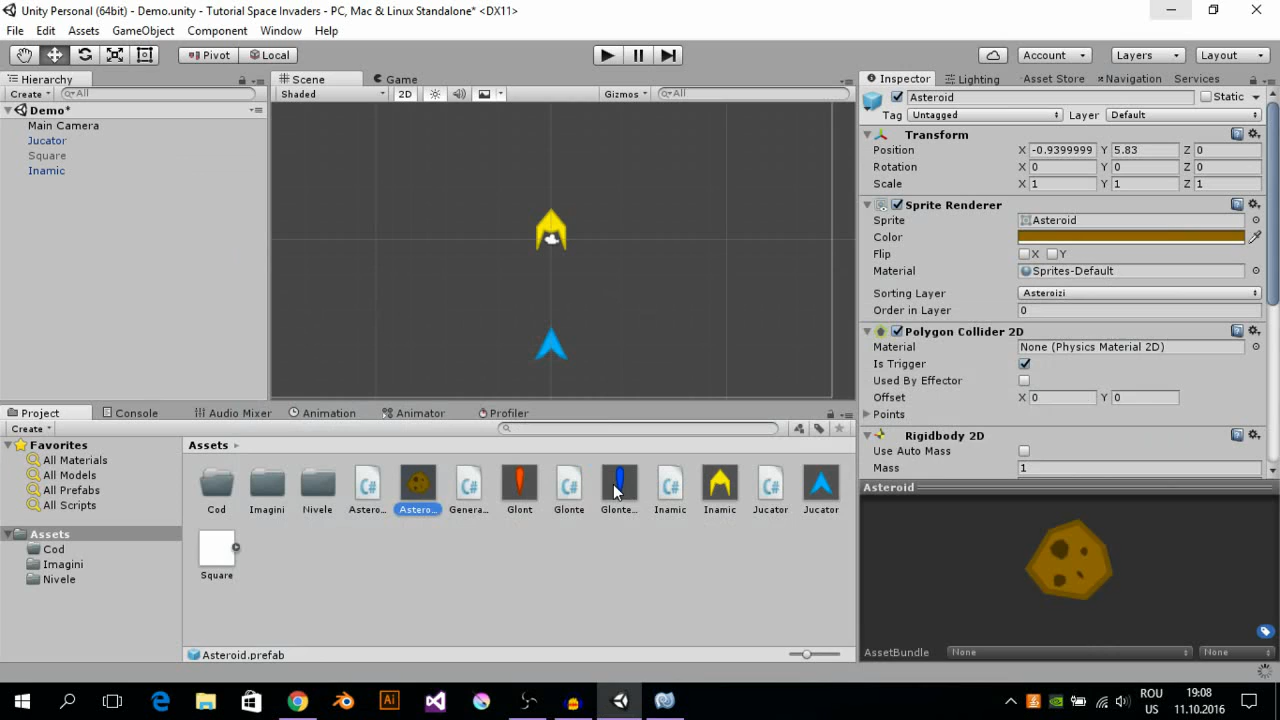 Unity Personal (64bit) - Demo.unity - Tutorial Space Invaders - PC, Mac & Linux Standalone* <DX11>
File Edit Assets GameObject Component Window Help
Pivot Local Account Layers Layout
Hierarchy Scene Game Inspector Lighting Asset Store Navigation Services
Create All Shaded 2D Gizmos All Asteroid Static
Demo* Tag Untagged Layer Default
Main Camera
Jucator
Square
Inamic
Transform
Position X -0.9399999 Y 5.83 Z 0
Rotation X 0 Y 0 Z 0
Scale X 1 Y 1 Z 1
Sprite Renderer
Sprite Asteroid
Color
Flip X Y
Material Sprites-Default
Sorting Layer Asteroizi
Order in Layer 0
Polygon Collider 2D
Material None (Physics Material 2D)
Is Trigger
Used By Effector
Offset X 0 Y 0
Points
Rigidbody 2D
Use Auto Mass
Mass 1
Project Console Audio Mixer Animation Animator Profiler
Create
Favorites
All Materials
All Models
All Prefabs
All Scripts
Assets
Cod
Imagini
Nivele
Assets
C# C# C# C# C#
Cod Imagini Nivele Astero... Astero... Genera... Glont Glonte Glonte... Inamic Inamic Jucator Jucator
Square
Asteroid.prefab
Asteroid
AssetBundle None None
Ai
ROU
US
19:08
11.10.2016